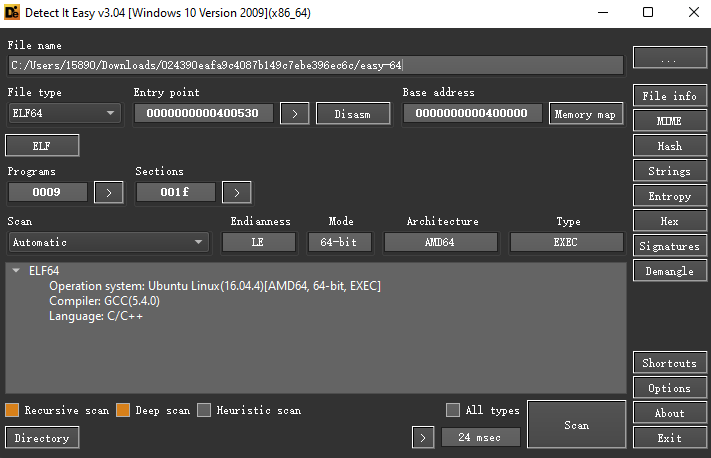 Detect It Easy v3.04 [Windows 10 Version 2009](x86_64)
File name
C:/Users/15890/Downloads/024390eafa9c4087b149c7ebe396ec6c/easy-64
...
File type
Entry point
Base address
ELF64
0000000000400530
>
Disasm
0000000000400000
Memory map
File info
MIME
ELF
Hash
Programs
Sections
Strings
0009
>
001f
>
Entropy
Scan
Endianness
Mode
Architecture
Type
Hex
Automatic
LE
64-bit
AMD64
EXEC
Signatures
ELF64
Demangle
Operation system: Ubuntu Linux(16.04.4)[AMD64, 64-bit, EXEC]
Compiler: GCC(5.4.0)
Language: C/C++
Shortcuts
Options
Recursive scan
Deep scan
Heuristic scan
All types
Scan
About
Directory
>
24 msec
Exit